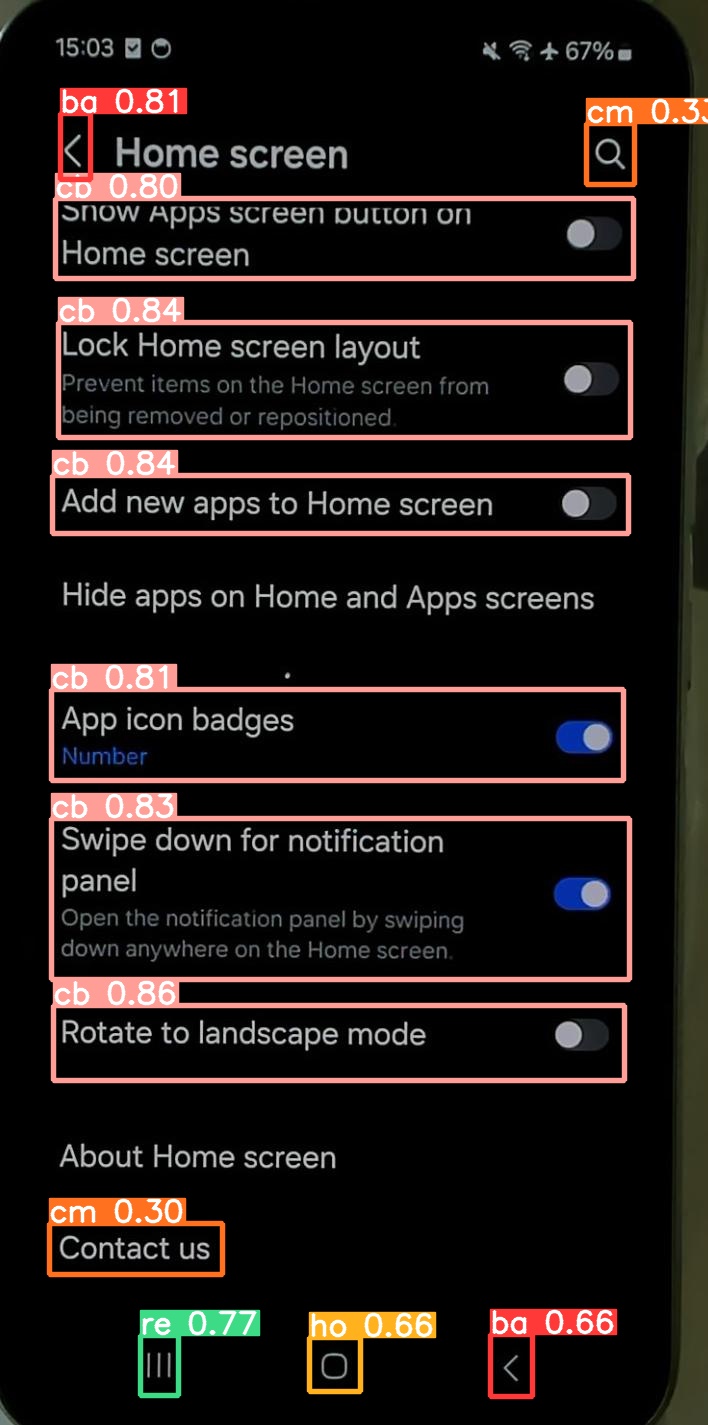 15:03 67%
ba 0.81
cm 0.33
Home screen
cb 0.80
Show Apps screen button on
Home screen
cb 0.84
Lock Home screen layout
Prevent items on the Home screen from
being removed or repositioned.
cb 0.84
Add new apps to Home screen
Hide apps on Home and Apps screens
cb 0.81
App icon badges
Number
cb 0.83
Swipe down for notification
panel
Open the notification panel by swiping
down anywhere on the Home screen.
cb 0.86
Rotate to landscape mode
About Home screen
cm 0.30
Contact us
re 0.77 ho 0.66 ba 0.66